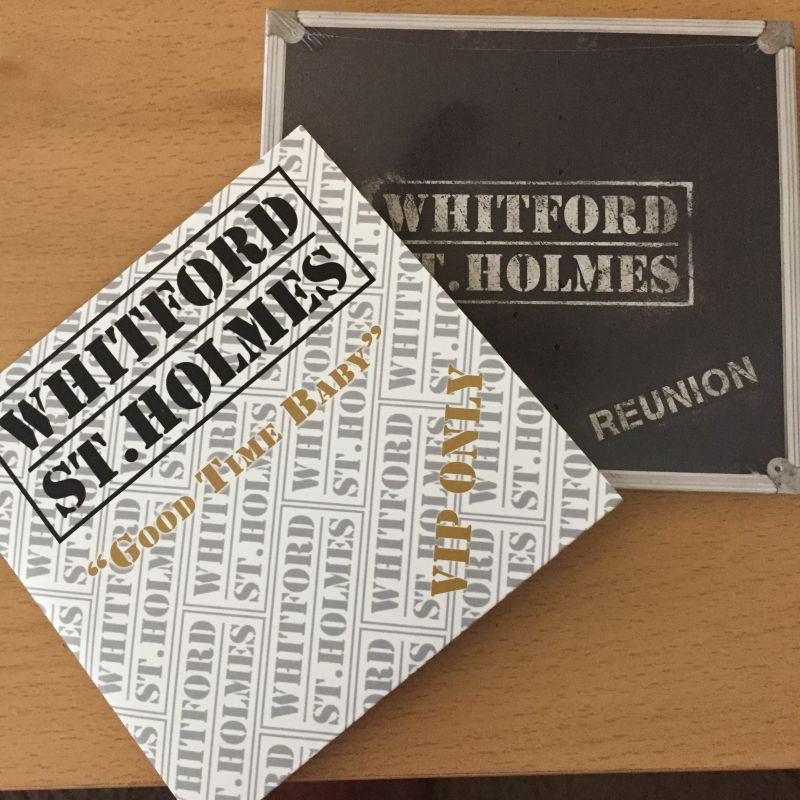 WHITFORD
ST. HOLMES
REUNION
WHITFORD
ST. HOLMES
"GOOD TIME BABY"
VIP ONLY